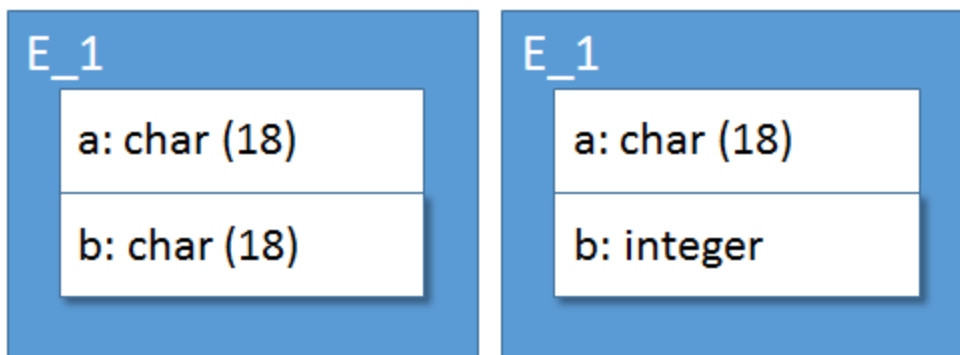 E_1
a: char (18)
b: char (18)
E_1
a: char (18)
b: integer